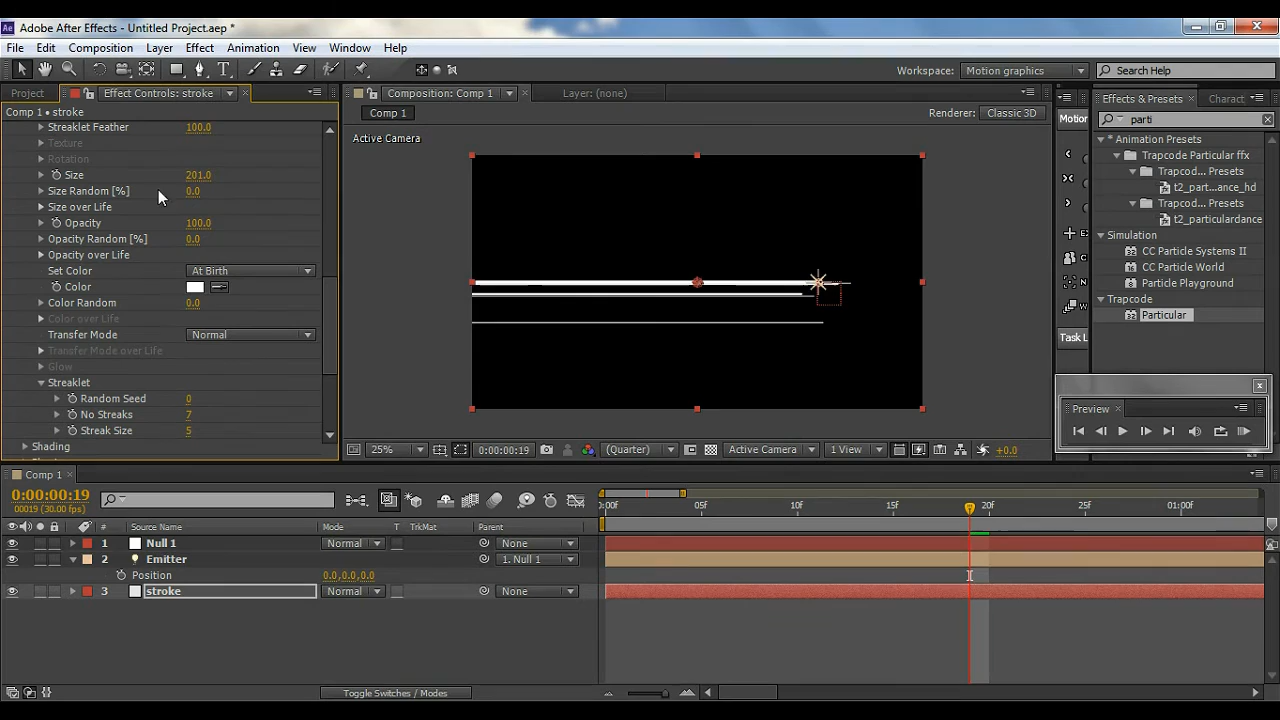 Adobe After Effects - Untitled Project.aep *
File Edit Composition Layer Effect Animation View Window Help
Workspace: Motion graphics Search Help
Project Effect Controls: stroke
Composition: Comp 1 Layer: (none)
Effects & Presets Charact
Comp 1 • stroke
Comp 1
Renderer: Classic 3D
Motion
parti
Active Camera
Streaklet Feather 100.0
Texture
Rotation
Size 201.0
Size Random [%] 0.0
Size over Life
Opacity 100.0
Opacity Random [%] 0.0
Opacity over Life
Set Color At Birth
Color
Color Random 0.0
Color over Life
Transfer Mode Normal
Transfer Mode over Life
Glow
Streaklet
Random Seed 0
No Streaks 7
Streak Size 5
Shading
* Animation Presets
Trapcode Particular ffx
Trapcod... Presets
t2_part...ance_hd
Trapcod... Presets
t2_particulardance
Simulation
CC Particle Systems II
CC Particle World
Particle Playground
Trapcode
Particular
Task L
Preview
25% 0:00:00:19 (Quarter) Active Camera 1 View +0.0
Comp 1
0:00:00:19
00019 (30.00 fps)
:00f 05f 10f 15f 20f 25f 01:00f
# Source Name Mode T TrkMat Parent
1 Null 1 Normal None
2 Emitter 1. Null 1
Position 0.0,0.0,0.0
3 stroke Normal None
Toggle Switches / Modes